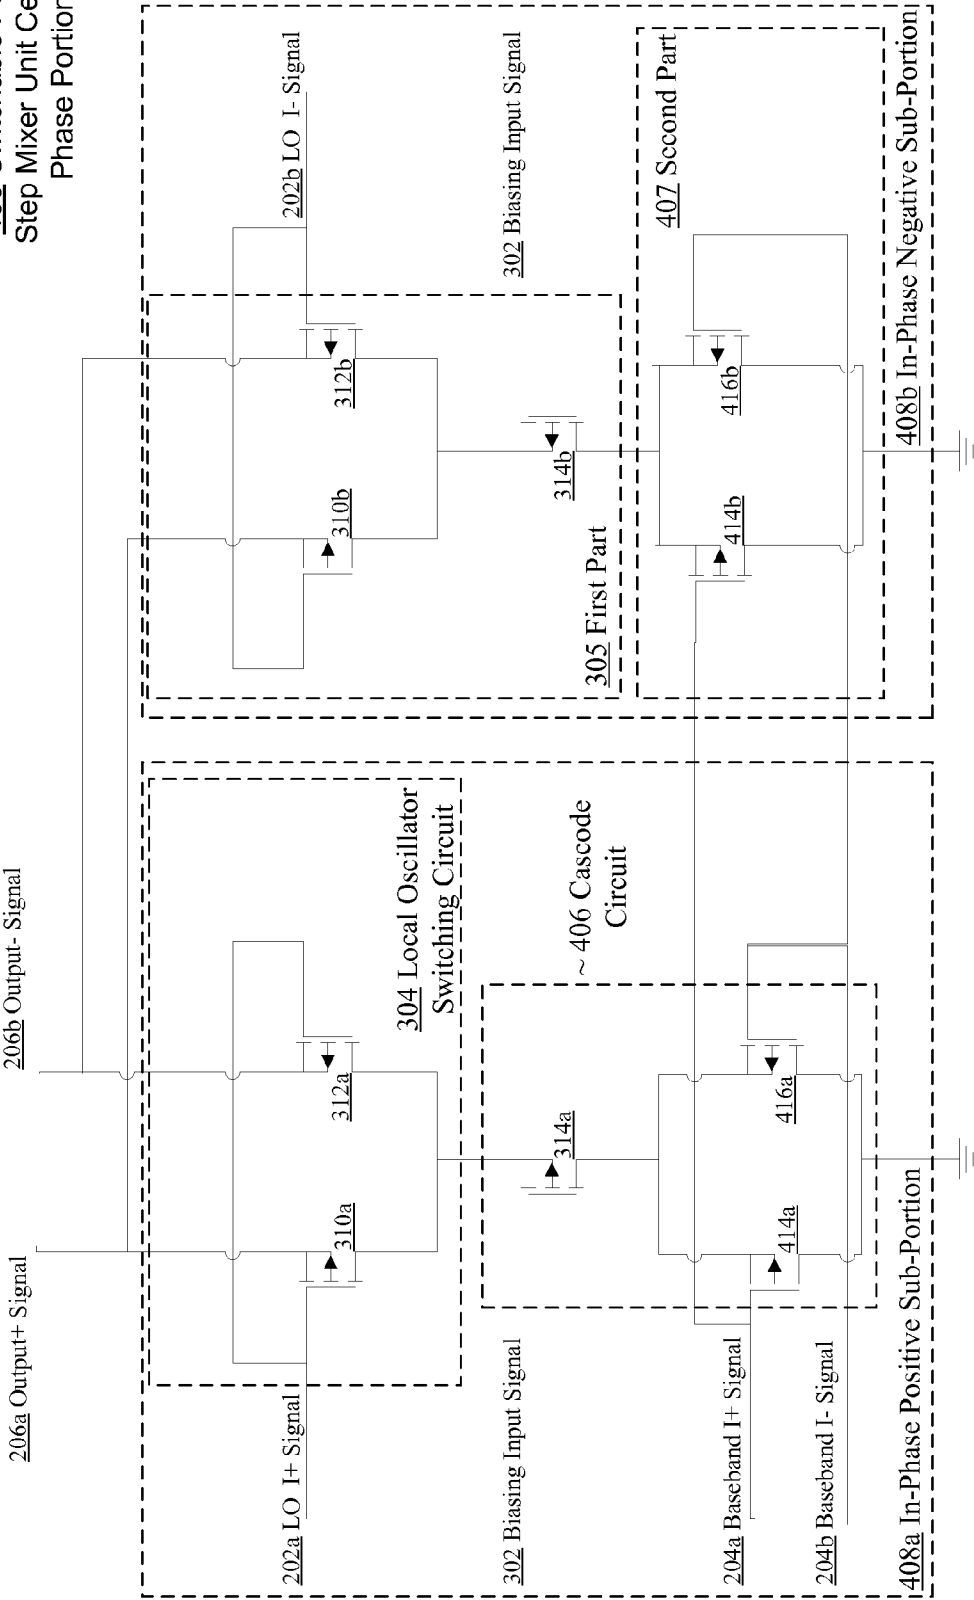 Step Mixer Unit Ce
Phase Portion
206a Output+ Signal
206b Output- Signal
202a LO I+ Signal
310a
312a
304 Local Oscillator
Switching Circuit
302 Biasing Input Signal
314a
~ 406 Cascode
Circuit
204a Baseband I+ Signal
204b Baseband I- Signal
414a
416a
408a In-Phase Positive Sub-Portion
202b LO I- Signal
310b
312b
302 Biasing Input Signal
314b
305 First Part
407 Second Part
414b
416b
408b In-Phase Negative Sub-Portion